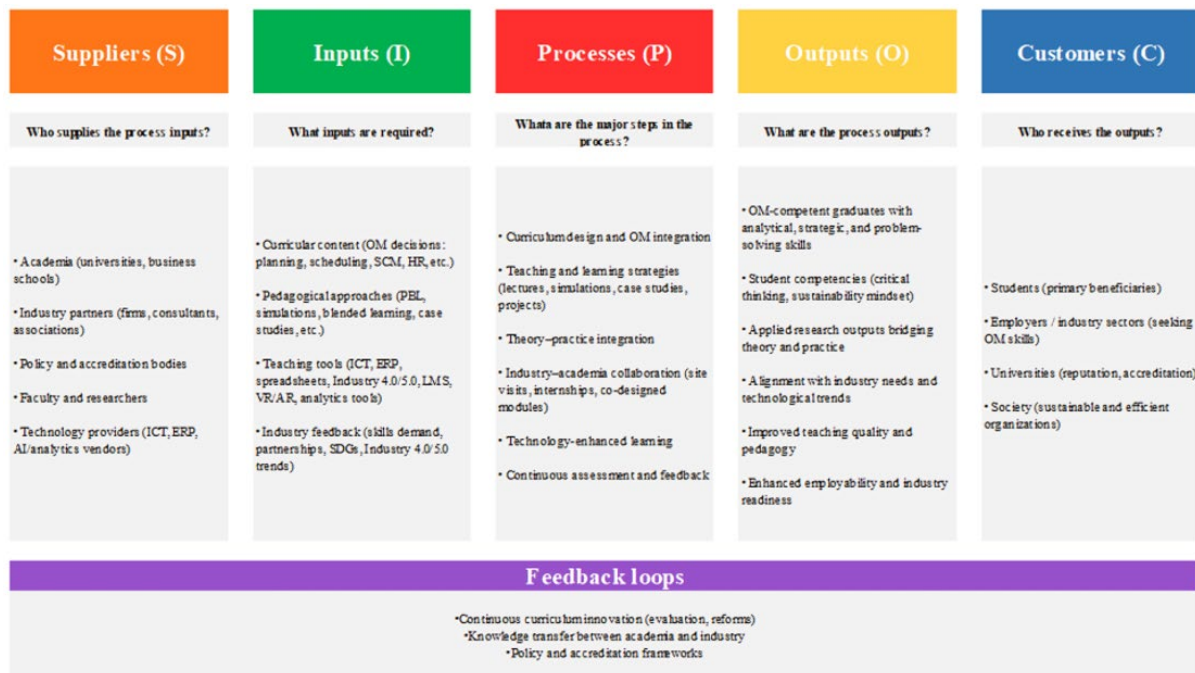 Suppliers (S)
Inputs (I)
Processes (P)
Outputs (O)
Customers (C)
Who supplies the process inputs?
What inputs are required?
Whata are the major steps in the
process?
What are the process outputs?
Who receives the outputs?
• Academia (universities, business
schools)
• Industry partners (firms, consultants,
associations)
• Policy and accreditation bodies
• Faculty and researchers
• Technology providers (ICT, ERP,
AI/analytics vendors)
• Curricular content (OM decisions:
planning, scheduling, SCM, HR, etc.)
• Pedagogical approaches (PBL,
simulations, blended learning, case
studies, etc.)
• Teaching tools (ICT, ERP,
spreadsheets, Industry 4.0/5.0, LMS,
VR/AR, analytics tools)
• Industry feedback (skills demand,
partnerships, SDGs, Industry 4.0/5.0
trends)
• Curriculum design and OM integration
• Teaching and learning strategies
(lectures, simulations, case studies,
projects)
• Theory–practice integration
• Industry–academia collaboration (site
visits, internships, co-designed
modules)
• Technology-enhanced learning
• Continuous assessment and feedback
• OM-competent graduates with
analytical, strategic, and problem-
solving skills
• Student competencies (critical
thinking, sustainability mindset)
• Applied research outputs bridging
theory and practice
• Alignment with industry needs and
technological trends
• Improved teaching quality and
pedagogy
• Enhanced employability and industry
readiness
• Students (primary beneficiaries)
• Employers / industry sectors (seeking
OM skills)
• Universities (reputation, accreditation)
• Society (sustainable and efficient
organizations)
Feedback loops
•Continuous curriculum innovation (evaluation, reforms)
•Knowledge transfer between academia and industry
•Policy and accreditation frameworks